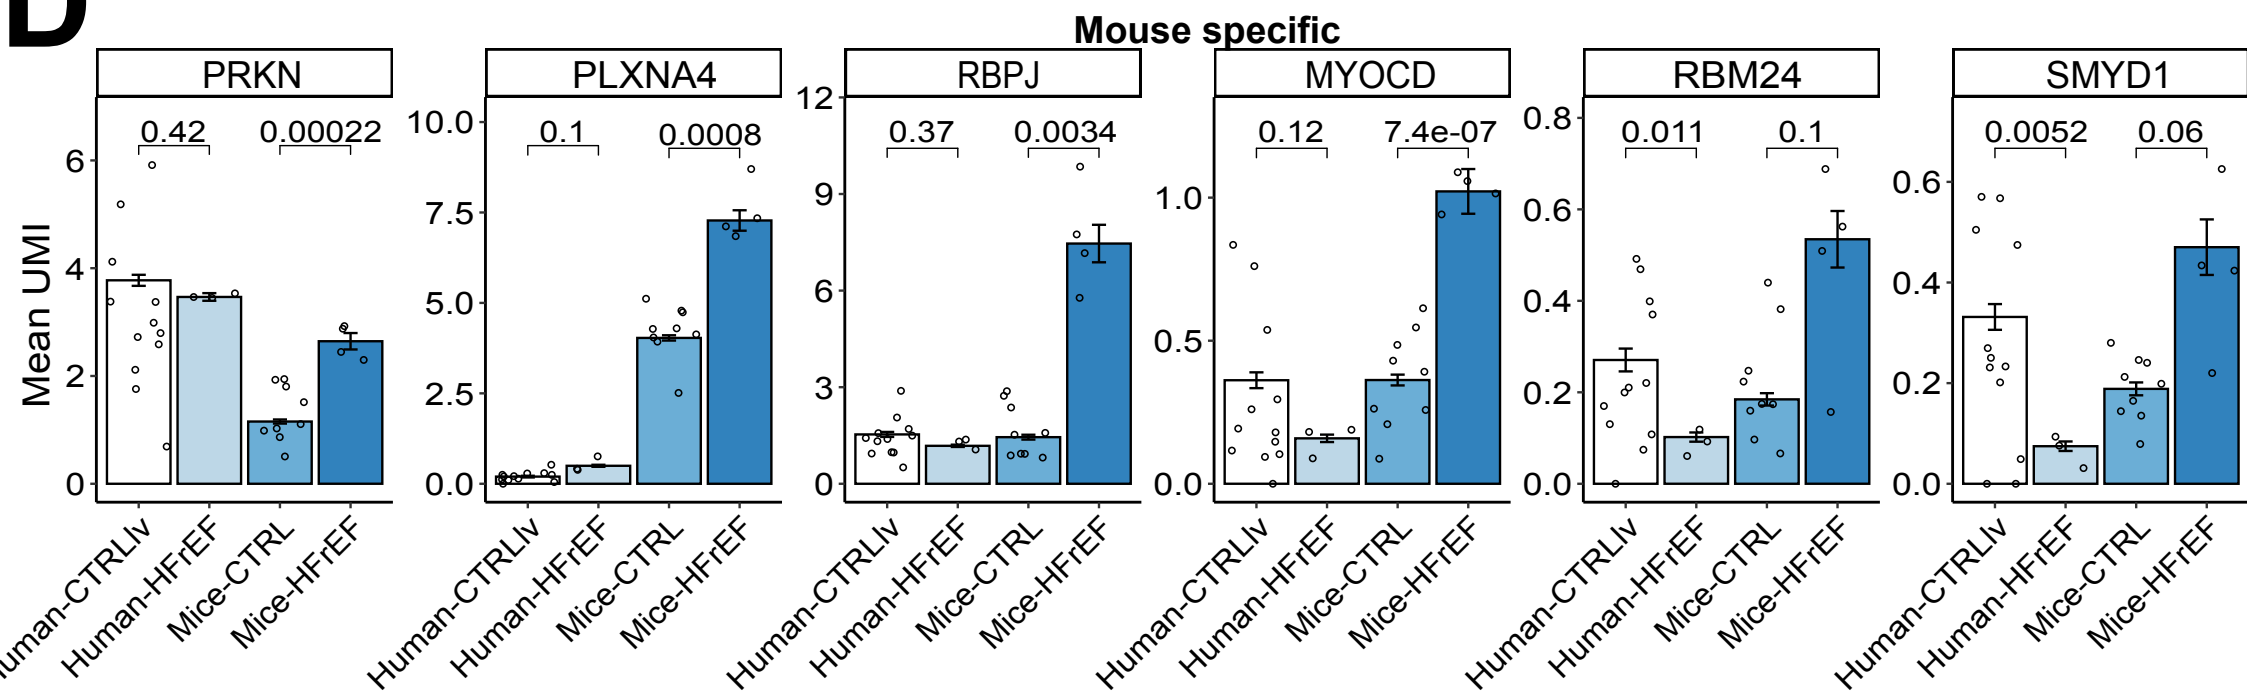 D
Mouse specific
PRKN
PLXNA4
RBPJ
MYOCD
RBM24
SMYD1
Mean UMI
0.42 0.00022
6
4
2
0
0.1 0.0008
10.0
7.5
5.0
2.5
0.0
0.37 0.0034
12
9
6
3
0
0.12 7.4e-07
1.0
0.5
0.0
0.011 0.1
0.8
0.6
0.4
0.2
0.0
0.0052 0.06
0.6
0.4
0.2
0.0
uman-CTRLlv
Human-HFrEF
Mice-CTRL
Mice-HFrEF
Human-CTRLlv
Human-HFrEF
Mice-CTRL
Mice-HFrEF
Human-CTRLlv
Human-HFrEF
Mice-CTRL
Mice-HFrEF
Human-CTRLlv
Human-HFrEF
Mice-CTRL
Mice-HFrEF
Human-CTRLlv
Human-HFrEF
Mice-CTRL
Mice-HFrEF
Human-CTRLlv
Human-HFrEF
Mice-CTRL
Mice-HFrEF